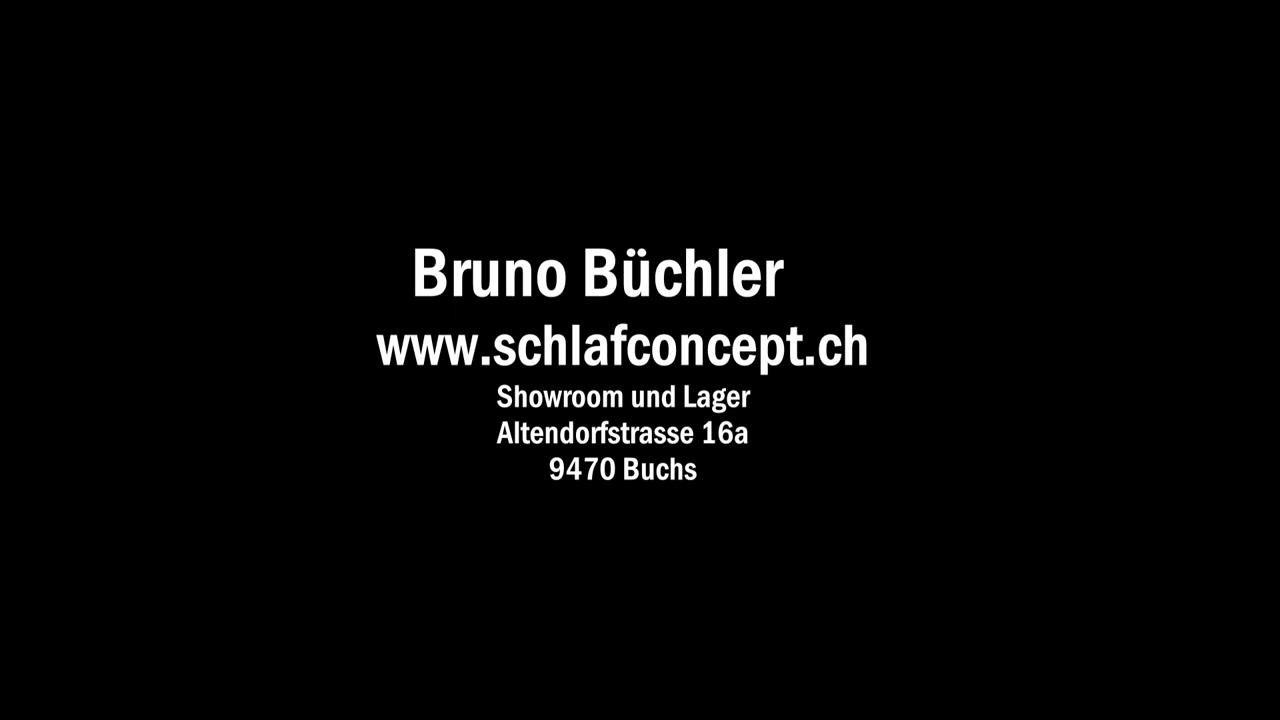 Bruno Büchler
www.schlafconcept.ch
Showroom und Lager
Altendorfstrasse 16a
9470 Buchs